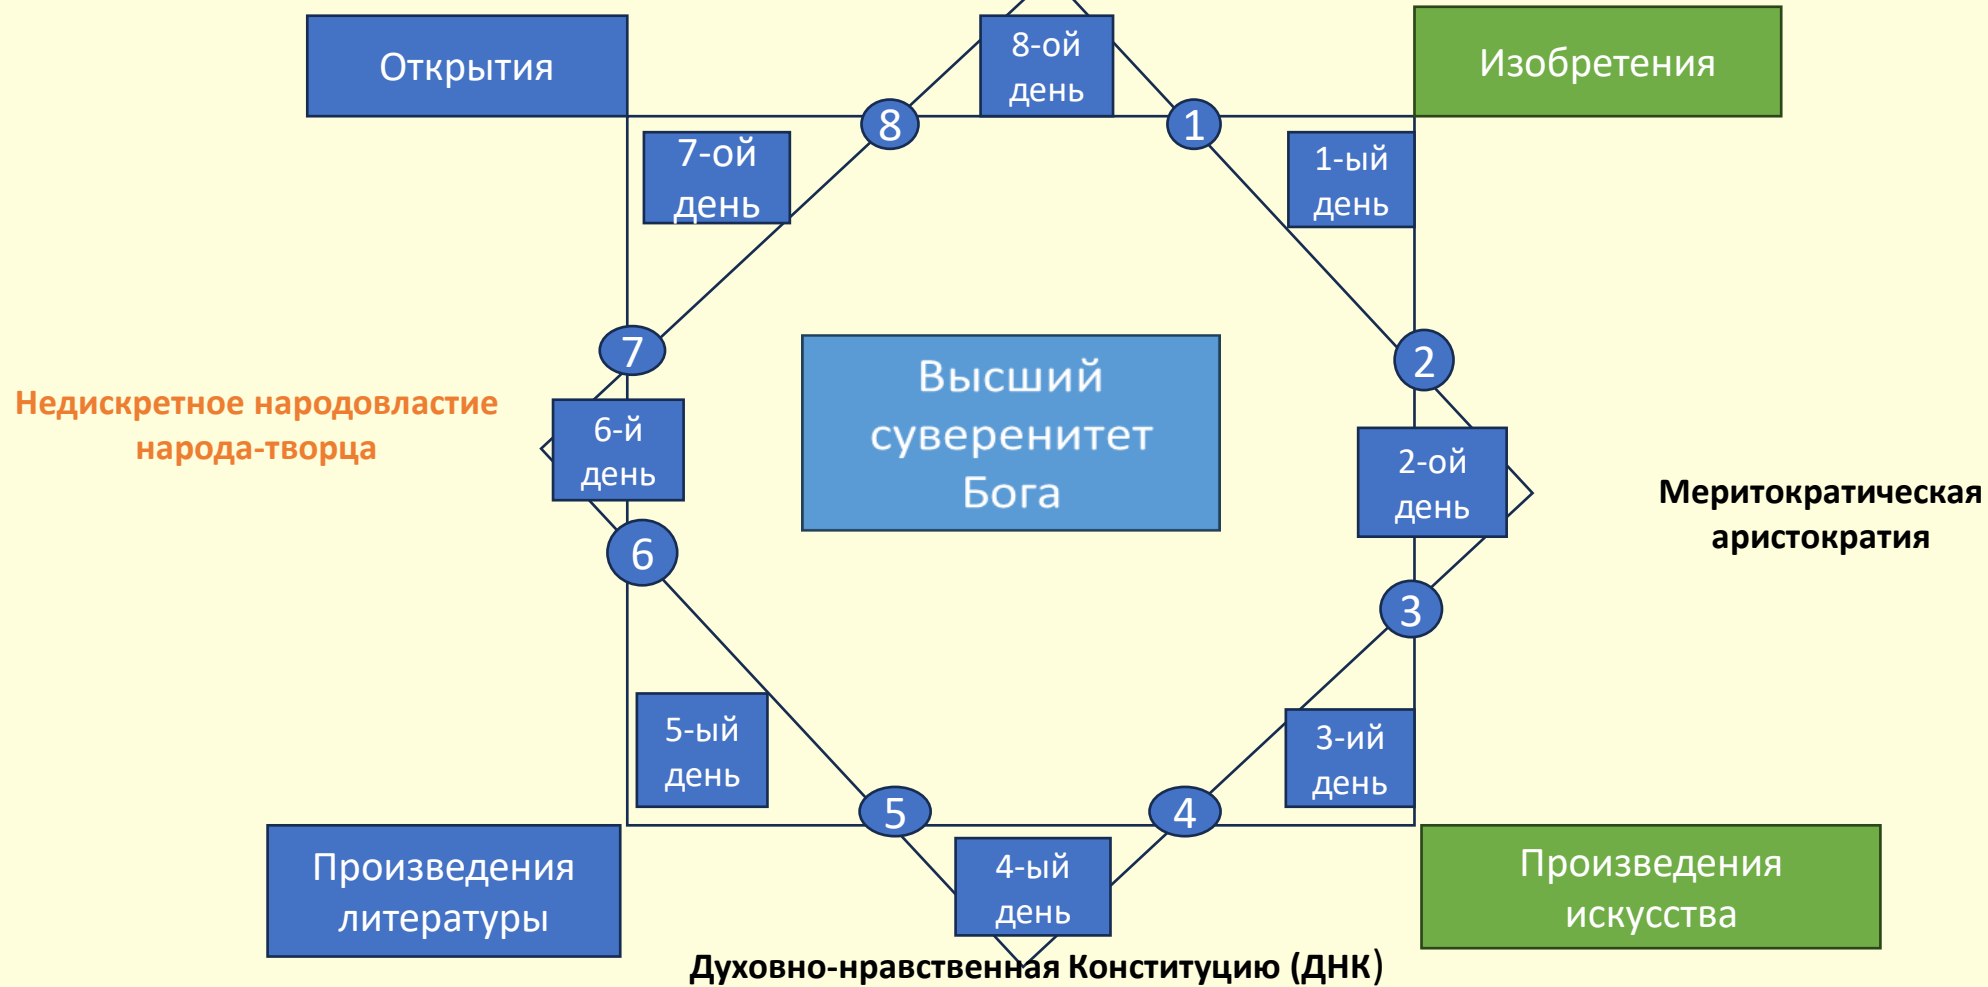 Открытия
8-ой
день
Изобретения
8
1
7-ой
день
1-ый
день
7
2
Высший
суверенитет
Бога
Недискретное народовластие
народа-творца
6-й
день
2-ой
день
Меритократическая
аристократия
6
3
5-ый
день
3-ий
день
5
4
Произведения
литературы
4-ый
день
Произведения
искусства
Духовно-нравственная Конституцию (ДНК)